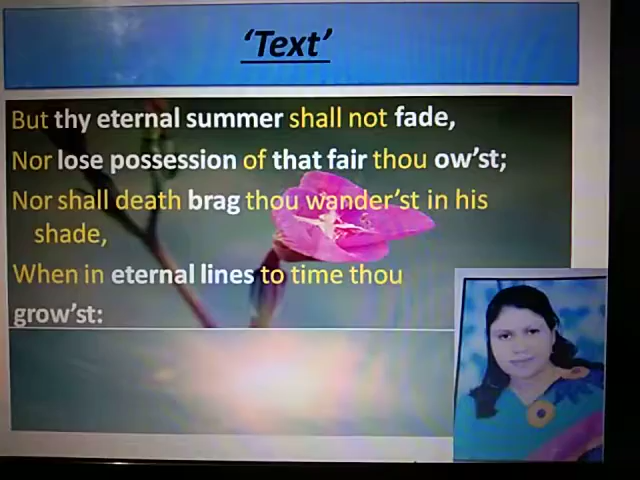 ‘Text’
But thy eternal summer shall not fade,
Nor lose possession of that fair thou ow’st;
Nor shall death brag thou wander’st in his
shade,
When in eternal lines to time thou
grow’st: